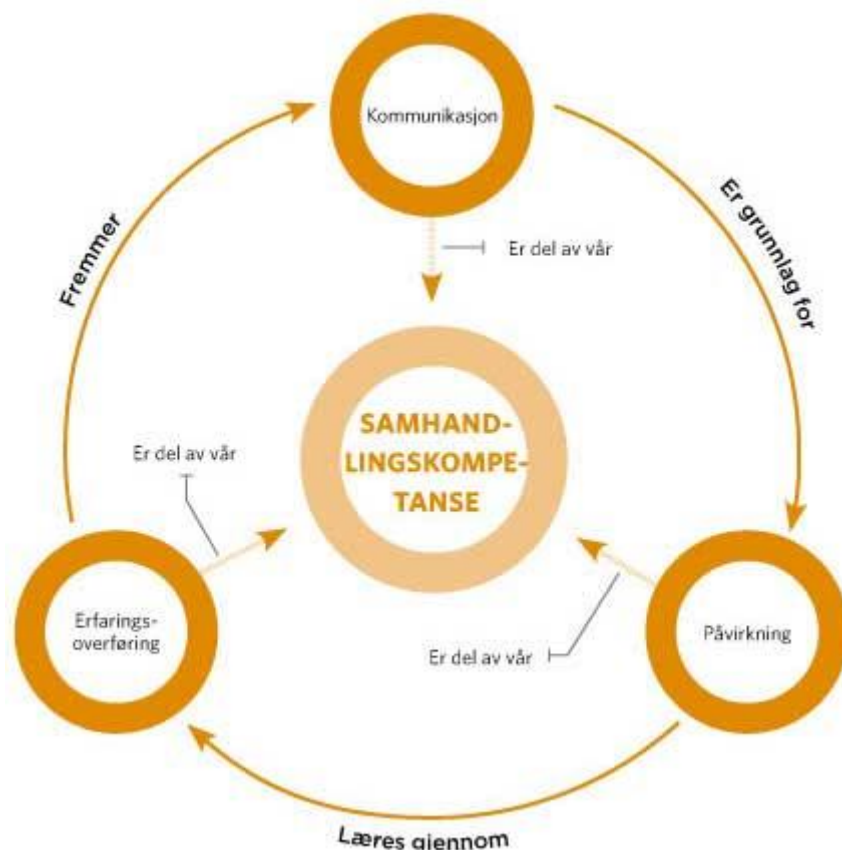 Kommunikasjon
Er grunnlag for
Fremmer
Er del av vår
SAMHAND-
LINGSKOMPE-
TANSE
Er del av vår
Erfarings-
overføring
Påvirkning
Er del av vår
Læres gjennom